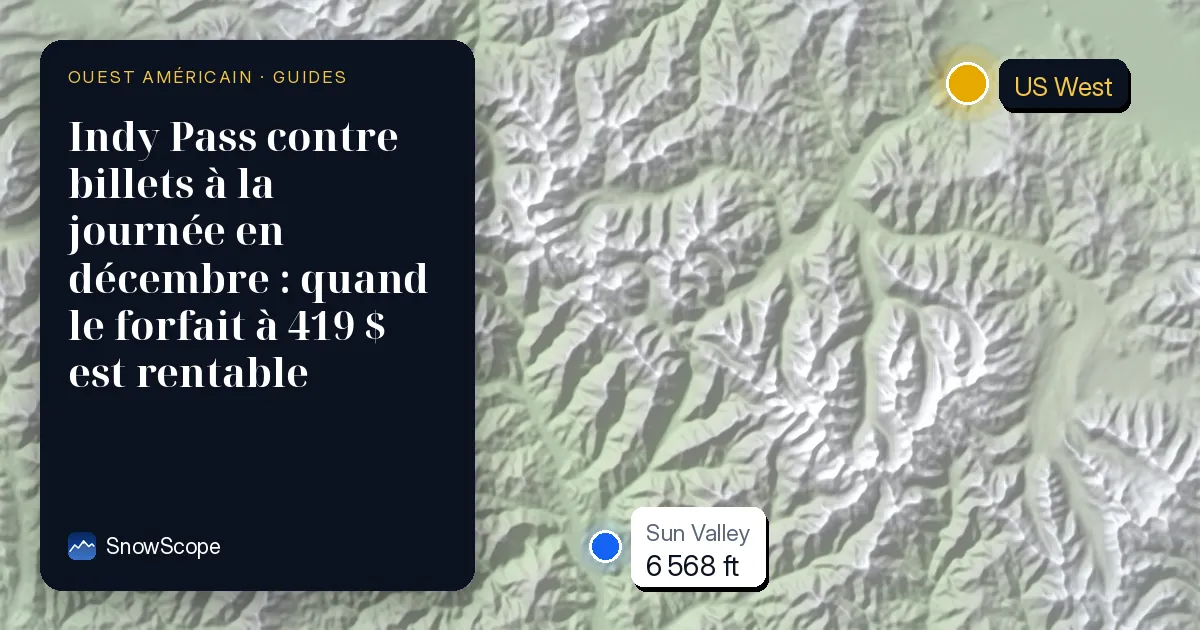 OUEST AMÉRICAIN · GUIDES
Indy Pass contre
billets à la
journée en
décembre : quand
le forfait à 419 $
est rentable
SnowScope
US West
Sun Valley
6 568 ft